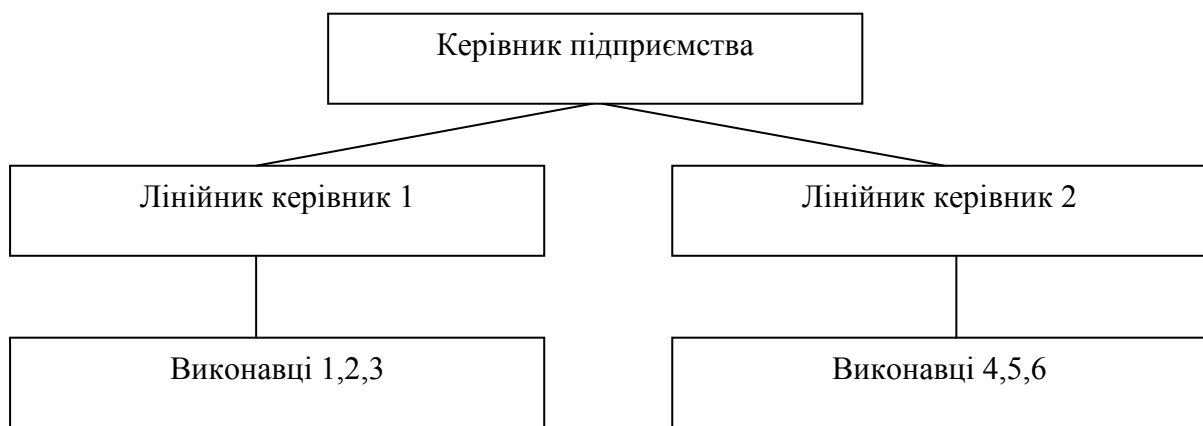 Керівник підприємства
Лінійник керівник 1
Лінійник керівник 2
Виконавці 1,2,3
Виконавці 4,5,6